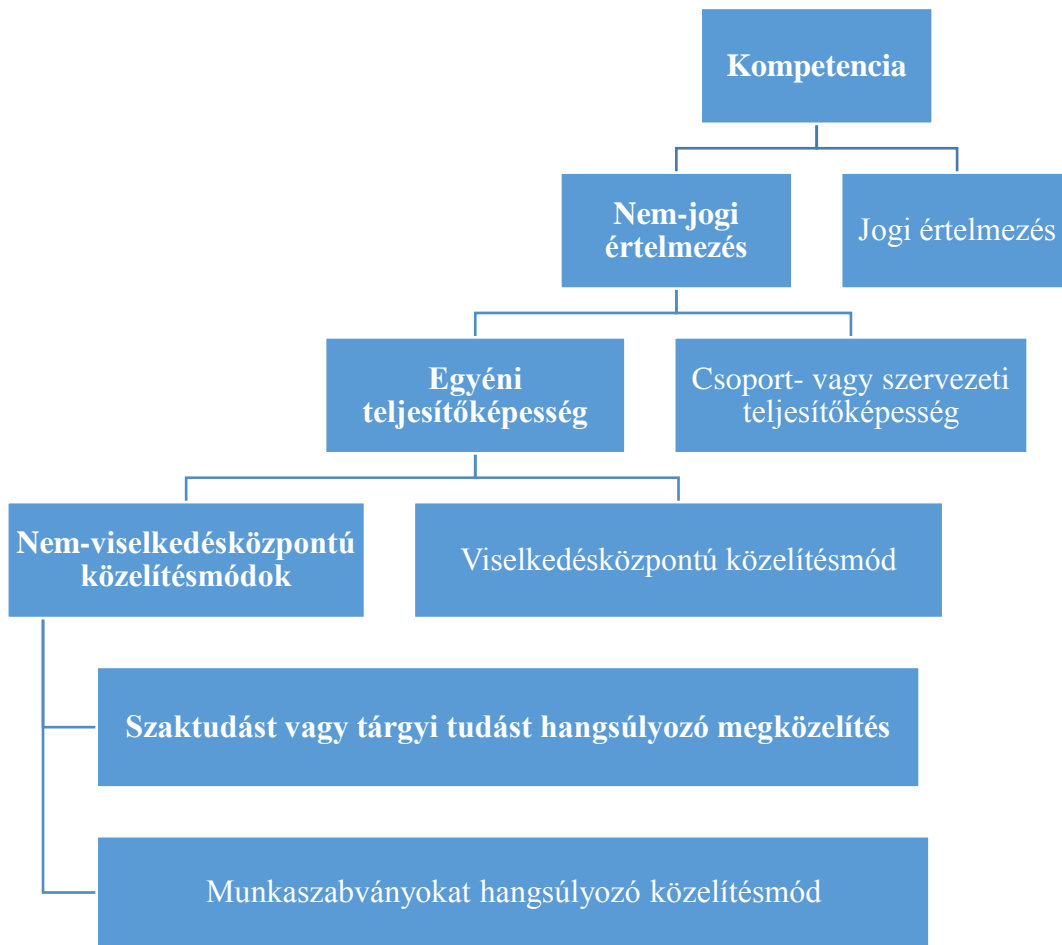 Kompetencia
Nem-jogi
értelmezés
Jogi értelmezés
Egyéni
teljesítőképesség
Csoport- vagy szervezeti
teljesítőképesség
Nem-viselkedésközpontú
közelítésmódok
Viselkedésközpontú közelítésmód
Szaktudást vagy tárgyi tudást hangsúlyozó megközelítés
Munkaszabványokat hangsúlyozó közelítésmód